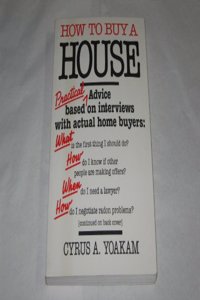 HOW TO BUY A
HOUSE
Practical Advice
based on interviews
with actual home buyers:
What
is the first thing I should do?
How
do I know if other
people are making offers?
When
do I need a lawyer?
How
do I negotiate radon problems?
(continued on back cover)
CYRUS A. YOAKAM